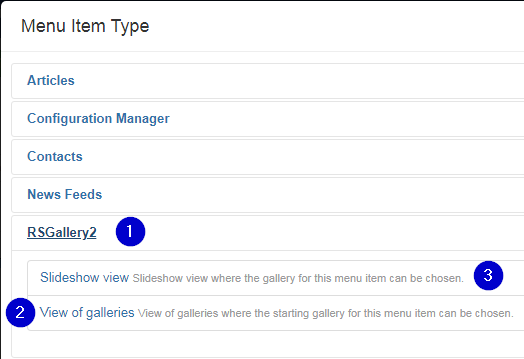 Menu Item Type
Articles
Configuration Manager
Contacts
News Feeds
RSGallery2 1
Slideshow view Slideshow view where the gallery for this menu item can be chosen. 3
2 View of galleries View of galleries where the starting gallery for this menu item can be chosen.